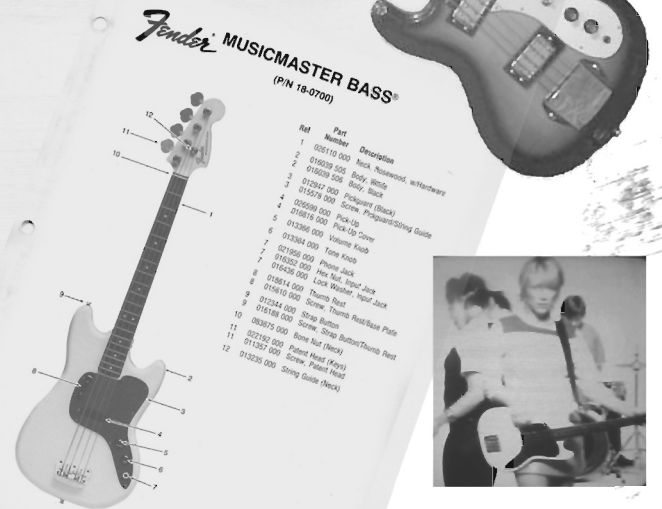 Fender MUSICMASTER BASS®
(P/N 18-0700)
Ref Part Number Description
1 026110 000 Neck, Rosewood, w/Hardware
2 016039 505 Body, White
2 016039 506 Body, Black
3 012947 000 Pickguard (Black)
3 015578 000 Screw, Pickguard/String Guide
4 026599 000 Pick-Up
4 016816 000 Pick-Up Cover
5 013366 000 Volume Knob
6 013364 000 Tone Knob
7 021956 000 Phone Jack
7 016352 000 Hex Nut, Input Jack
7 016436 000 Lock Washer, Input Jack
8 018614 000 Thumb Rest
8 015610 000 Screw, Thumb Rest/Base Plate
9 012344 000 Strap Button
9 016188 000 Screw, Strap Button/Thumb Rest
10 083675 000 Bone Nut (Neck)
11 022192 000 Patent Head (Keys)
11 011357 000 Screw, Patent Head
12 013235 000 String Guide (Neck)
12
11
10
1
9
8
2
3
4
5
6
7